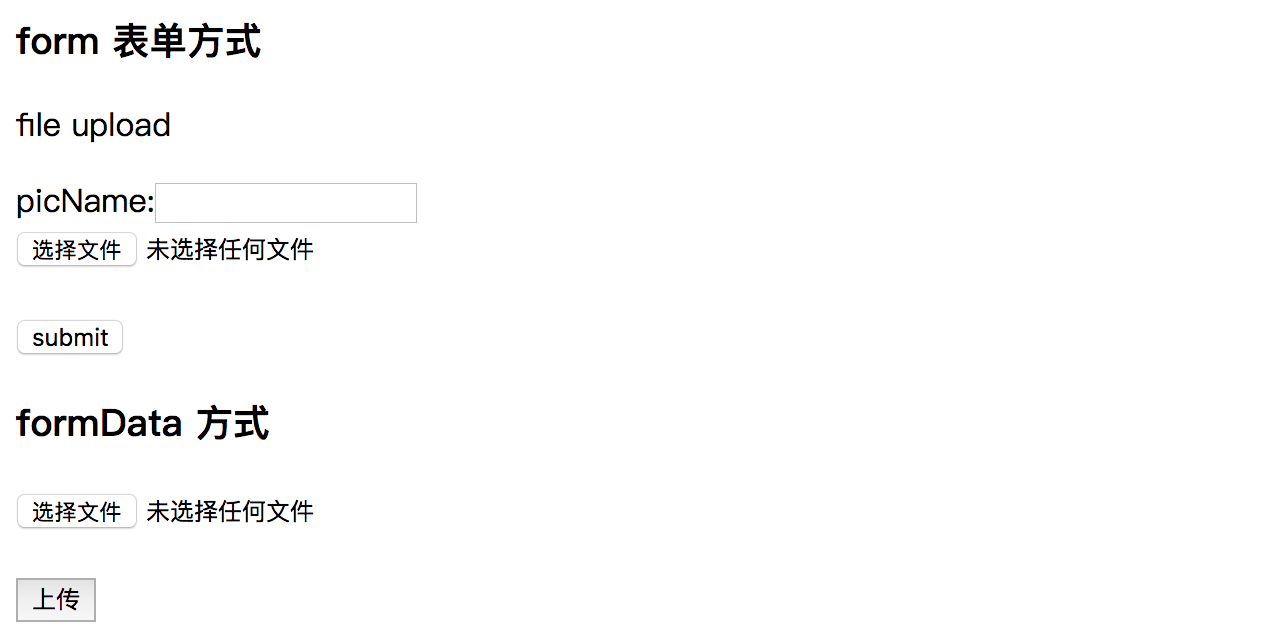 form 表单方式
file upload
picName:
选择文件 未选择任何文件
submit
formData 方式
选择文件 未选择任何文件
上传